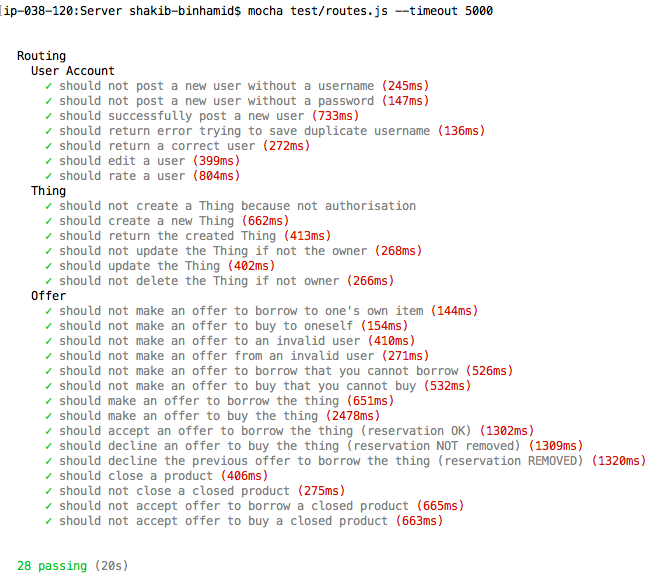 [ip-038-120:Server shakib-binhamid$ mocha test/routes.js --timeout 5000
Routing
User Account
✓ should not post a new user without a username (245ms)
✓ should not post a new user without a password (147ms)
✓ should successfully post a new user (733ms)
✓ should return error trying to save duplicate username (136ms)
✓ should return a correct user (272ms)
✓ should edit a user (399ms)
✓ should rate a user (804ms)
Thing
✓ should not create a Thing because not authorisation
✓ should create a new Thing (662ms)
✓ should return the created Thing (413ms)
✓ should not update the Thing if not the owner (268ms)
✓ should update the Thing (402ms)
✓ should not delete the Thing if not owner (266ms)
Offer
✓ should not make an offer to borrow to one's own item (144ms)
✓ should not make an offer to buy to oneself (154ms)
✓ should not make an offer to an invalid user (410ms)
✓ should not make an offer from an invalid user (271ms)
✓ should not make an offer to borrow that you cannot borrow (526ms)
✓ should not make an offer to buy that you cannot buy (532ms)
✓ should make an offer to borrow the thing (651ms)
✓ should make an offer to buy the thing (2478ms)
✓ should accept an offer to borrow the thing (reservation OK) (1302ms)
✓ should decline an offer to buy the thing (reservation NOT removed) (1309ms)
✓ should decline the previous offer to borrow the thing (reservation REMOVED) (1320ms)
✓ should close a product (406ms)
✓ should not close a closed product (275ms)
✓ should not accept offer to borrow a closed product (665ms)
✓ should not accept offer to buy a closed product (663ms)
28 passing (20s)